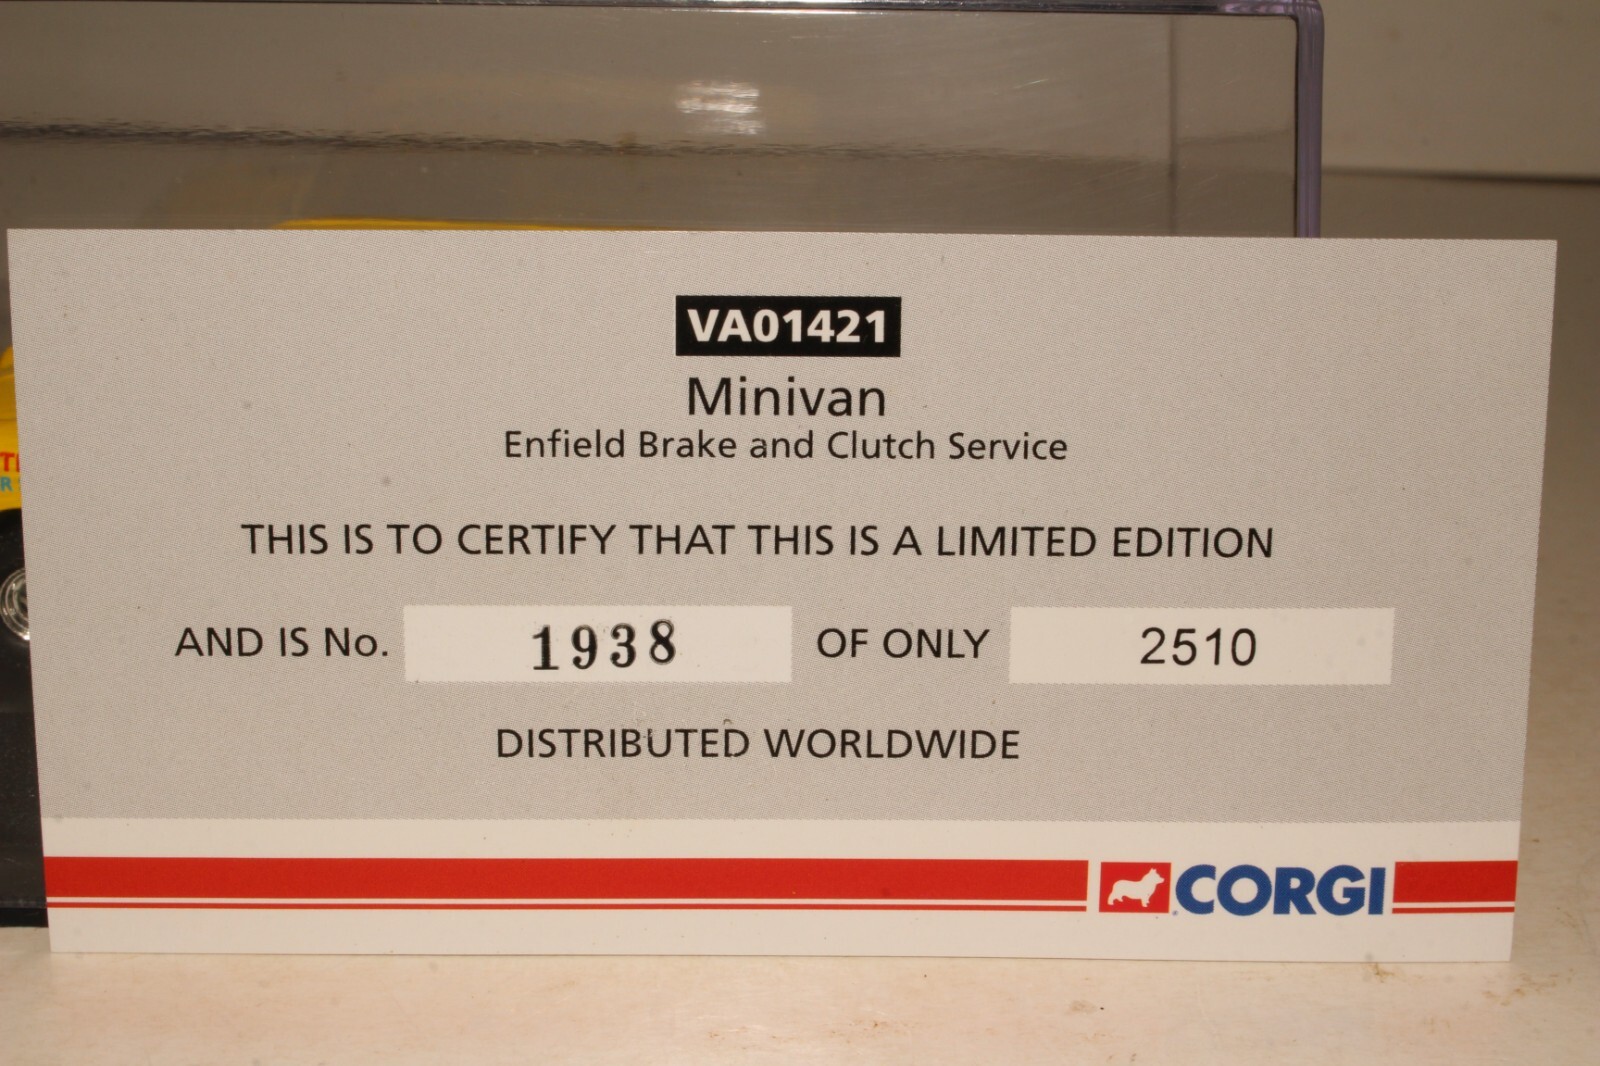 VA01421
Minivan
Enfield Brake and Clutch Service
THIS IS TO CERTIFY THAT THIS IS A LIMITED EDITION
AND IS No. 1938 OF ONLY 2510
DISTRIBUTED WORLDWIDE
CORGI